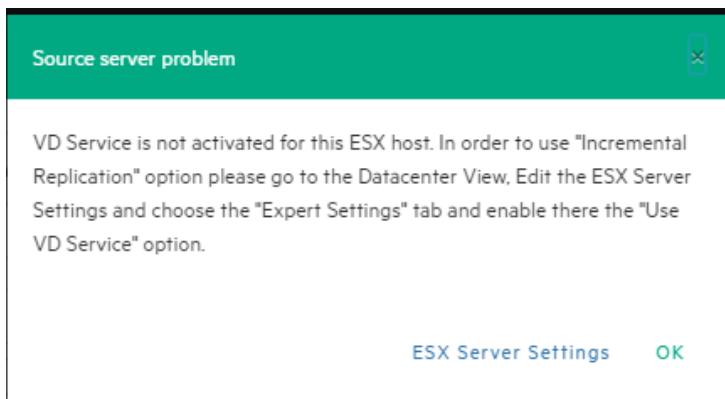 Source server problem
VD Service is not activated for this ESX host. In order to use "Incremental
Replication" option please go to the Datacenter View, Edit the ESX Server
Settings and choose the "Expert Settings" tab and enable there the "Use
VD Service" option.
ESX Server Settings OK